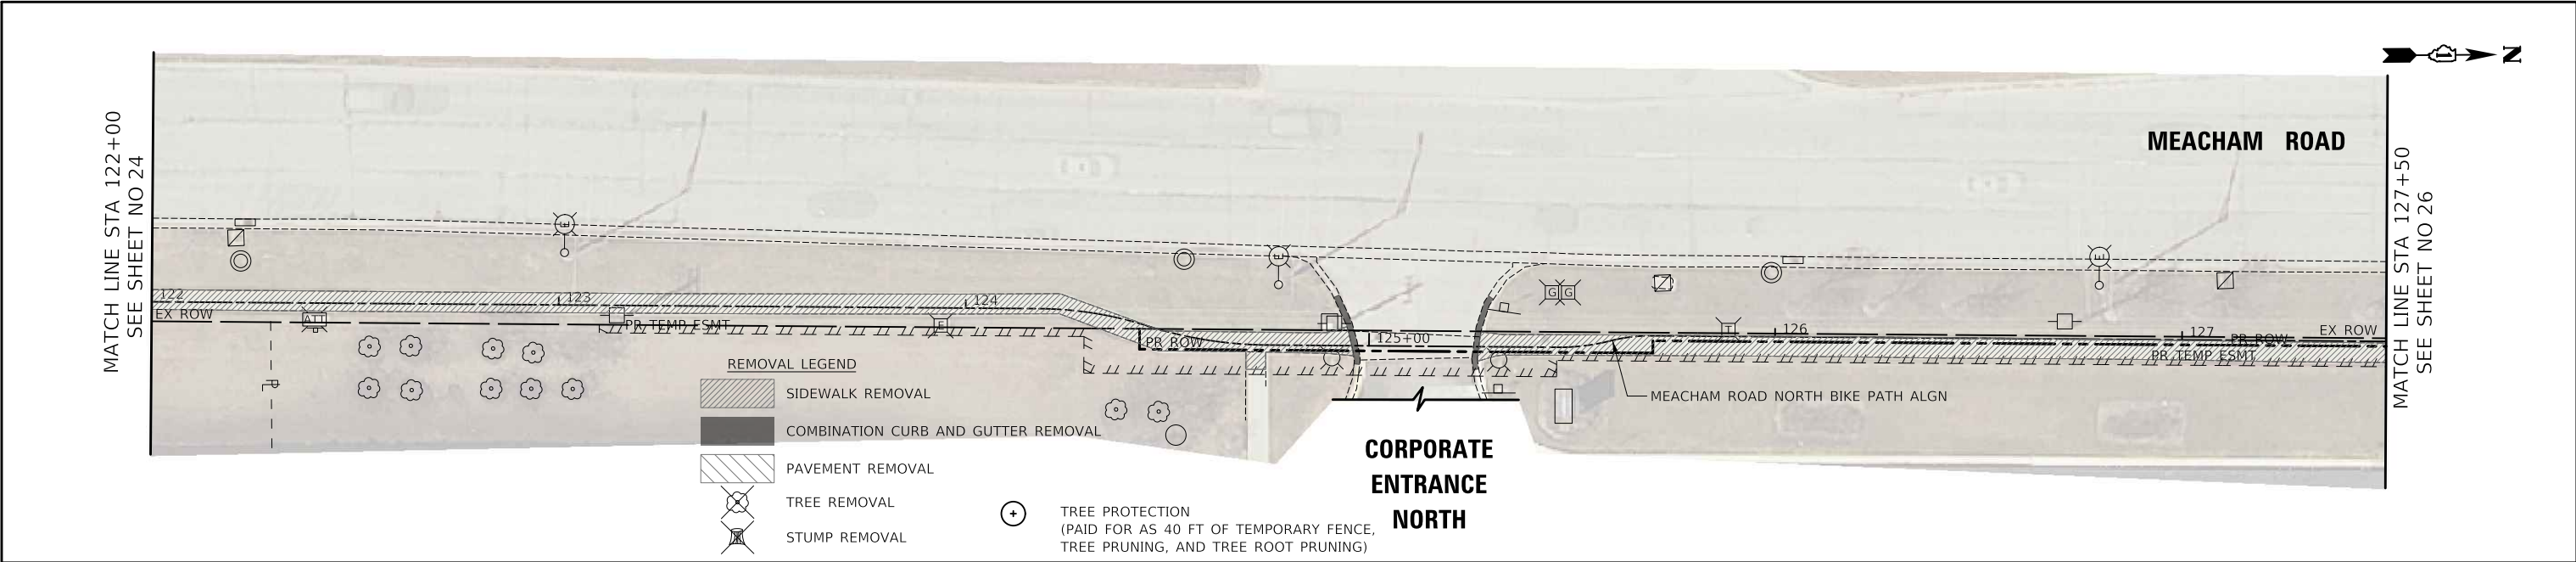 N
MEACHAM ROAD
MATCH LINE STA 122+00
SEE SHEET NO 24
MATCH LINE STA 127+50
SEE SHEET NO 26
E
E
E
122
123
124
125+00
126
127
EX ROW
ATT
PR TEMP ESMT
E
PR ROW
G
G
T
PR ROW
EX ROW
PR TEMP ESMT
P
MEACHAM ROAD NORTH BIKE PATH ALGN
REMOVAL LEGEND
SIDEWALK REMOVAL
COMBINATION CURB AND GUTTER REMOVAL
PAVEMENT REMOVAL
TREE REMOVAL
STUMP REMOVAL
TREE PROTECTION
(PAID FOR AS 40 FT OF TEMPORARY FENCE,
TREE PRUNING, AND TREE ROOT PRUNING)
CORPORATE
ENTRANCE
NORTH